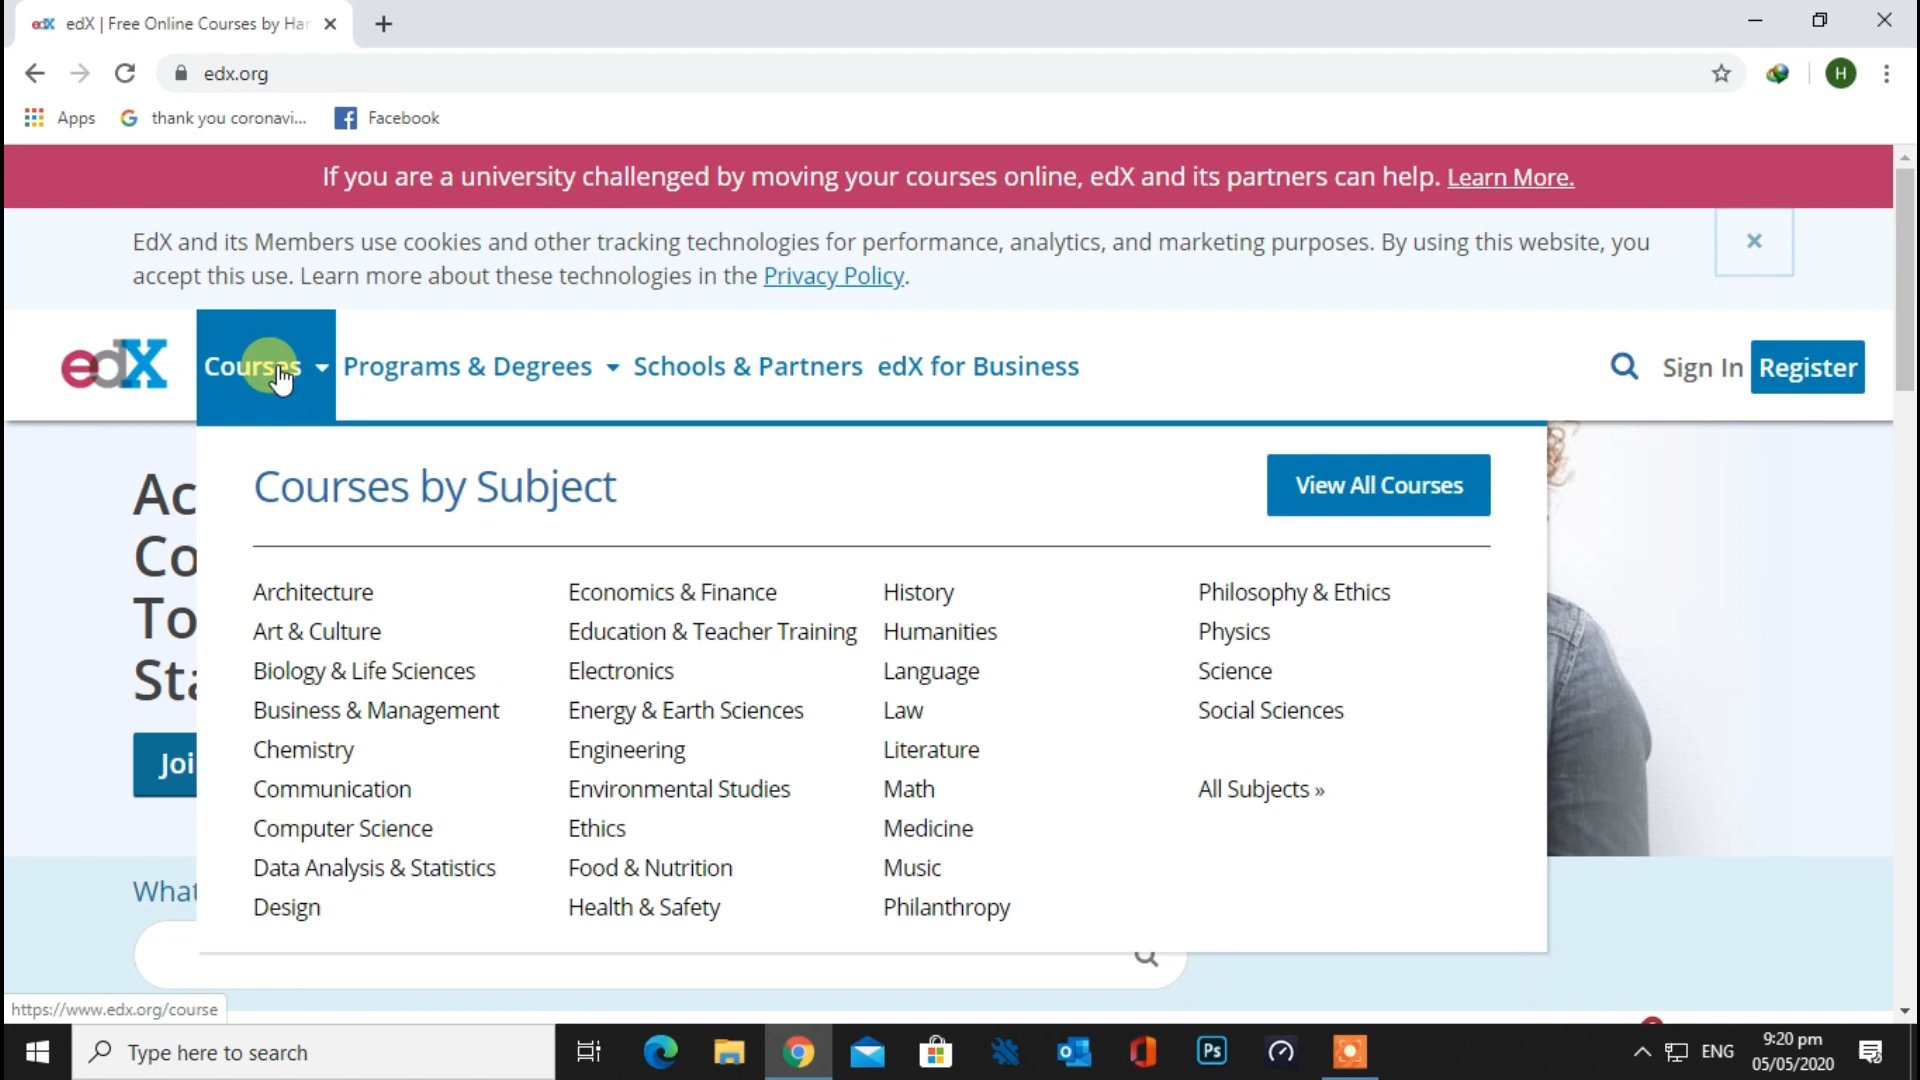 edX edX | Free Online Courses by Har
edx.org
H
Apps
thank you coronavi...
Facebook
If you are a university challenged by moving your courses online, edX and its partners can help. Learn More.
EdX and its Members use cookies and other tracking technologies for performance, analytics, and marketing purposes. By using this website, you
accept this use. Learn more about these technologies in the Privacy Policy.
edX
Courses
Programs & Degrees
Schools & Partners
edX for Business
Sign In
Register
Courses by Subject
View All Courses
Architecture
Art & Culture
Biology & Life Sciences
Business & Management
Chemistry
Communication
Computer Science
Data Analysis & Statistics
Design
Economics & Finance
Education & Teacher Training
Electronics
Energy & Earth Sciences
Engineering
Environmental Studies
Ethics
Food & Nutrition
Health & Safety
History
Humanities
Language
Law
Literature
Math
Medicine
Music
Philanthropy
Philosophy & Ethics
Physics
Science
Social Sciences
All Subjects »
Ac
Co
To
Sta
Joi
What
https://www.edx.org/course
Type here to search
Ps
ENG
9:20 pm
05/05/2020